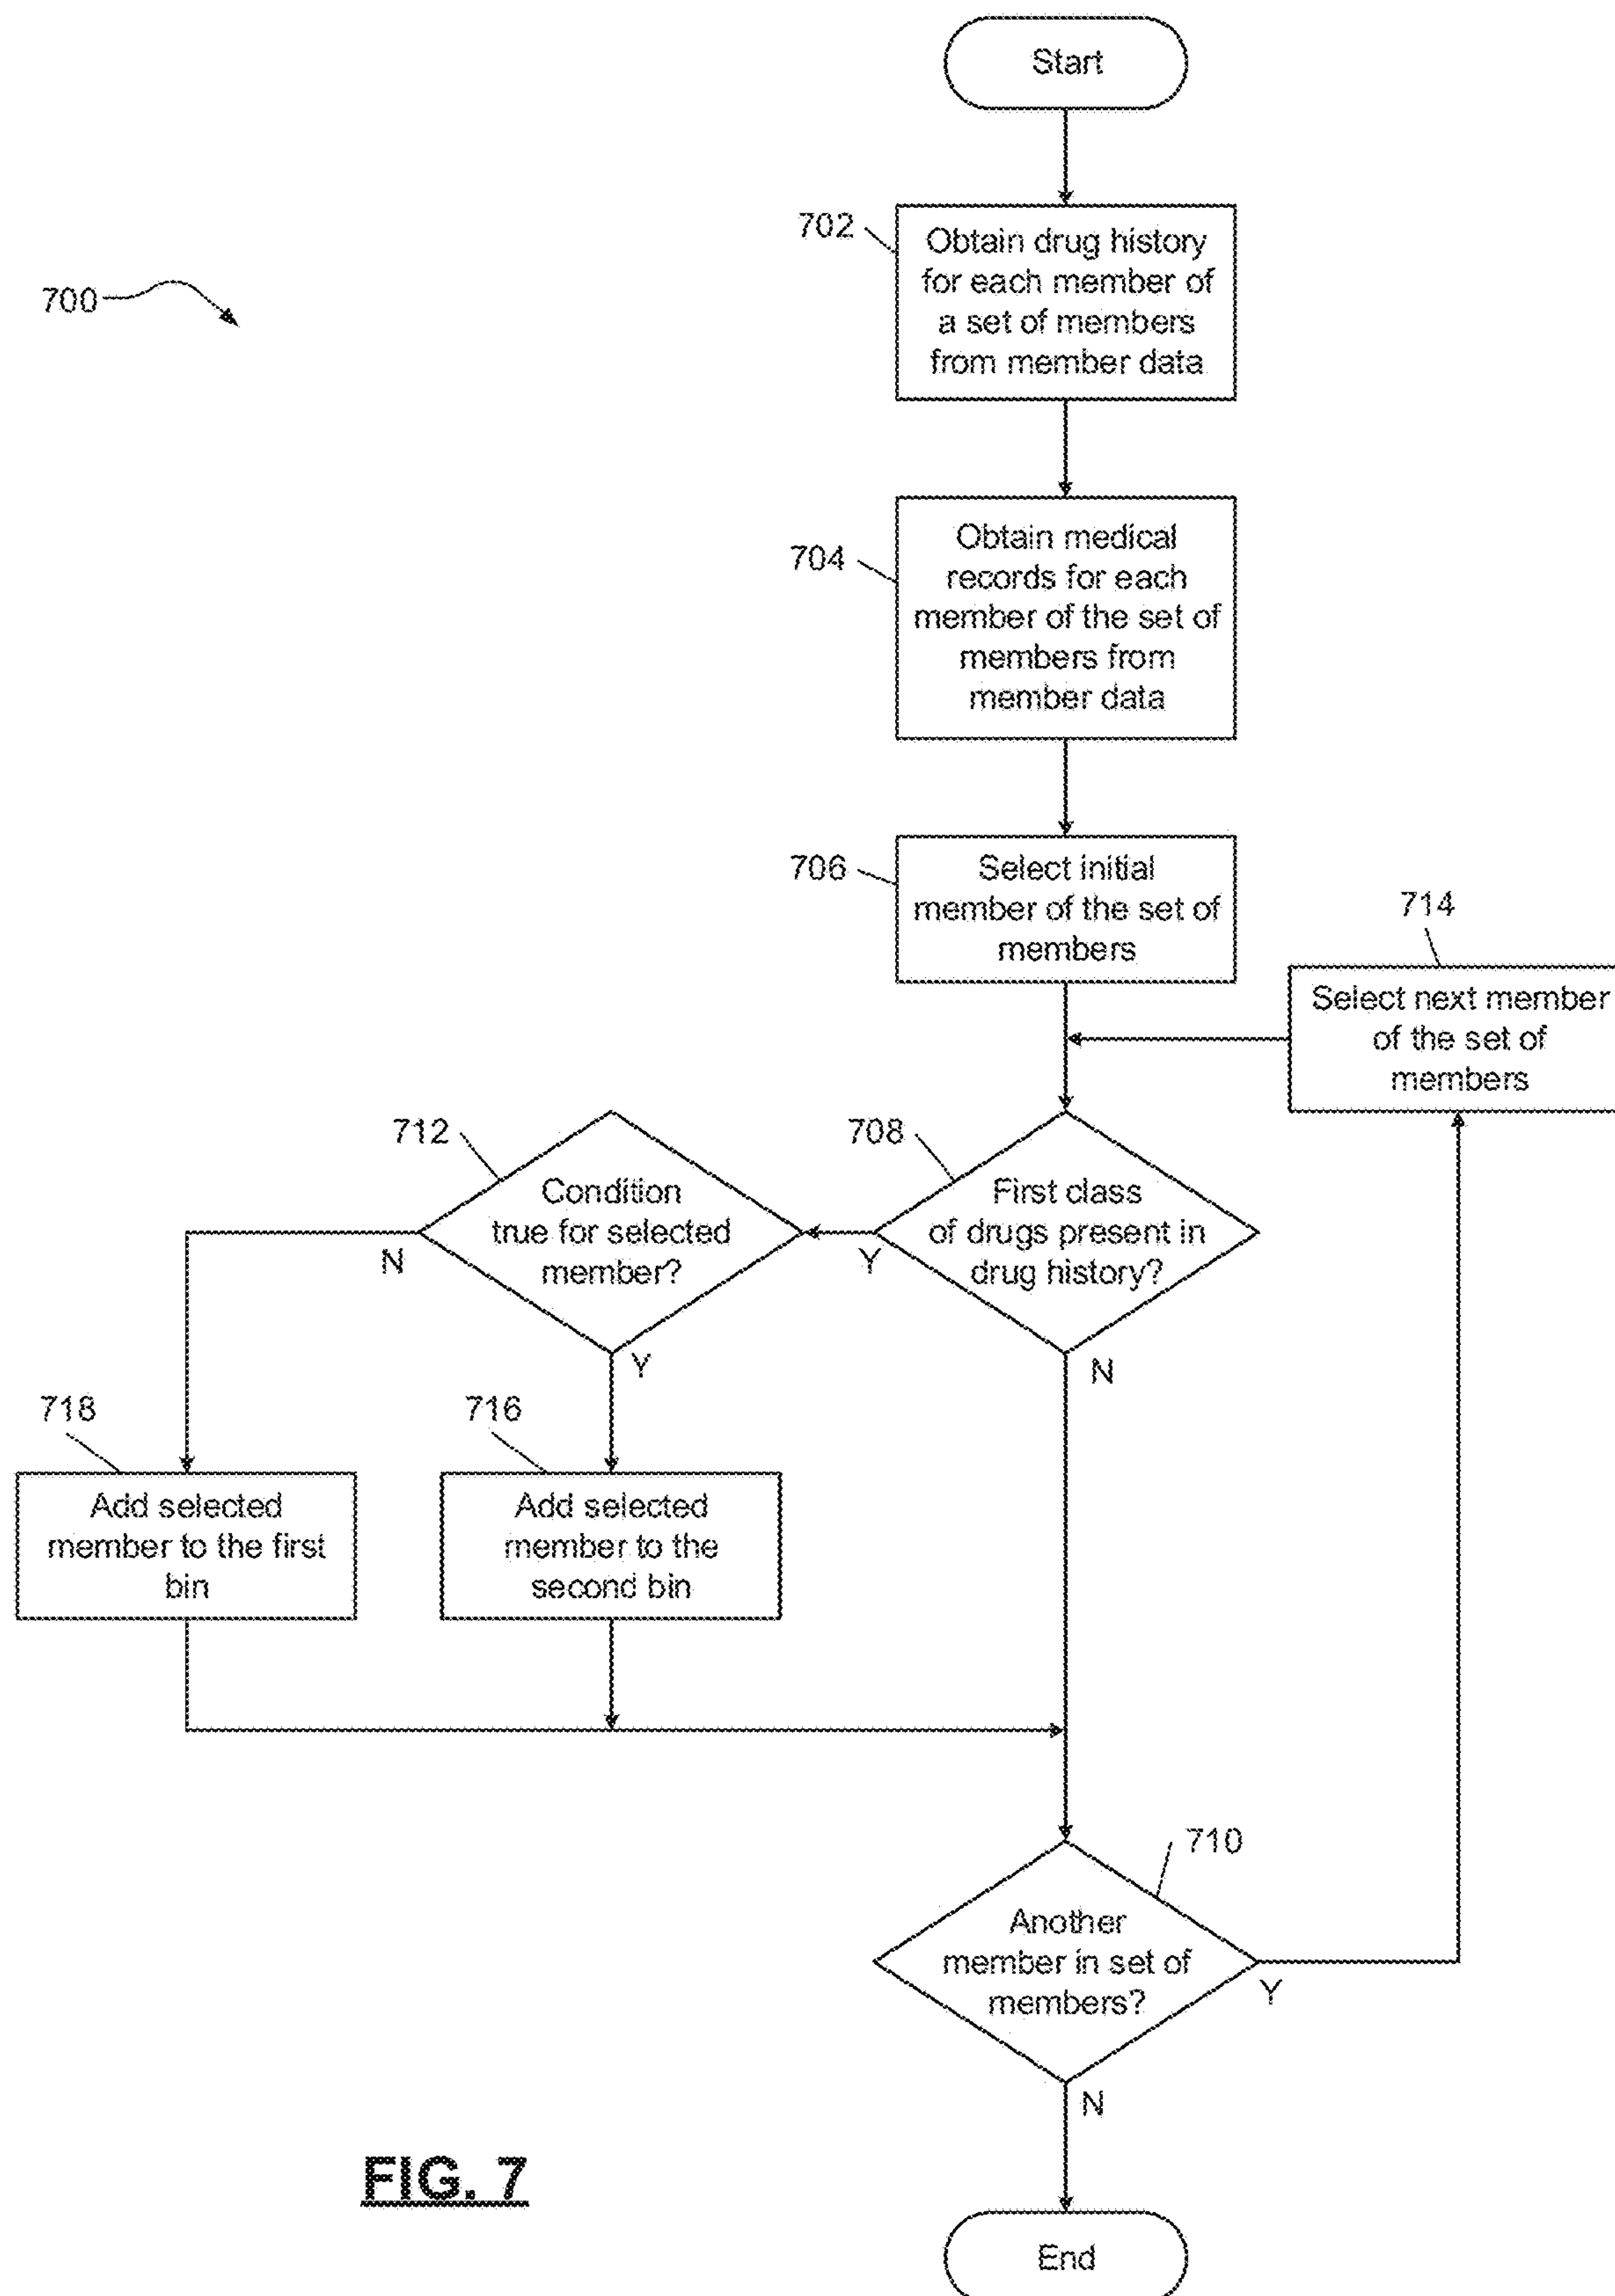 Start
702
Obtain drug history
for each member of
a set of members
from member data
700
704
Obtain medical
records for each
member of the set of
members from
member data
706
Select initial
member of the set of
members
714
Select next member
of the set of
members
712
Condition
true for selected
member?
708
First class
of drugs present in
drug history?
N
Y
Y
N
718
Add selected
member to the first
bin
716
Add selected
member to the
second bin
710
Another
member in set of
members?
Y
N
FIG. 7
End